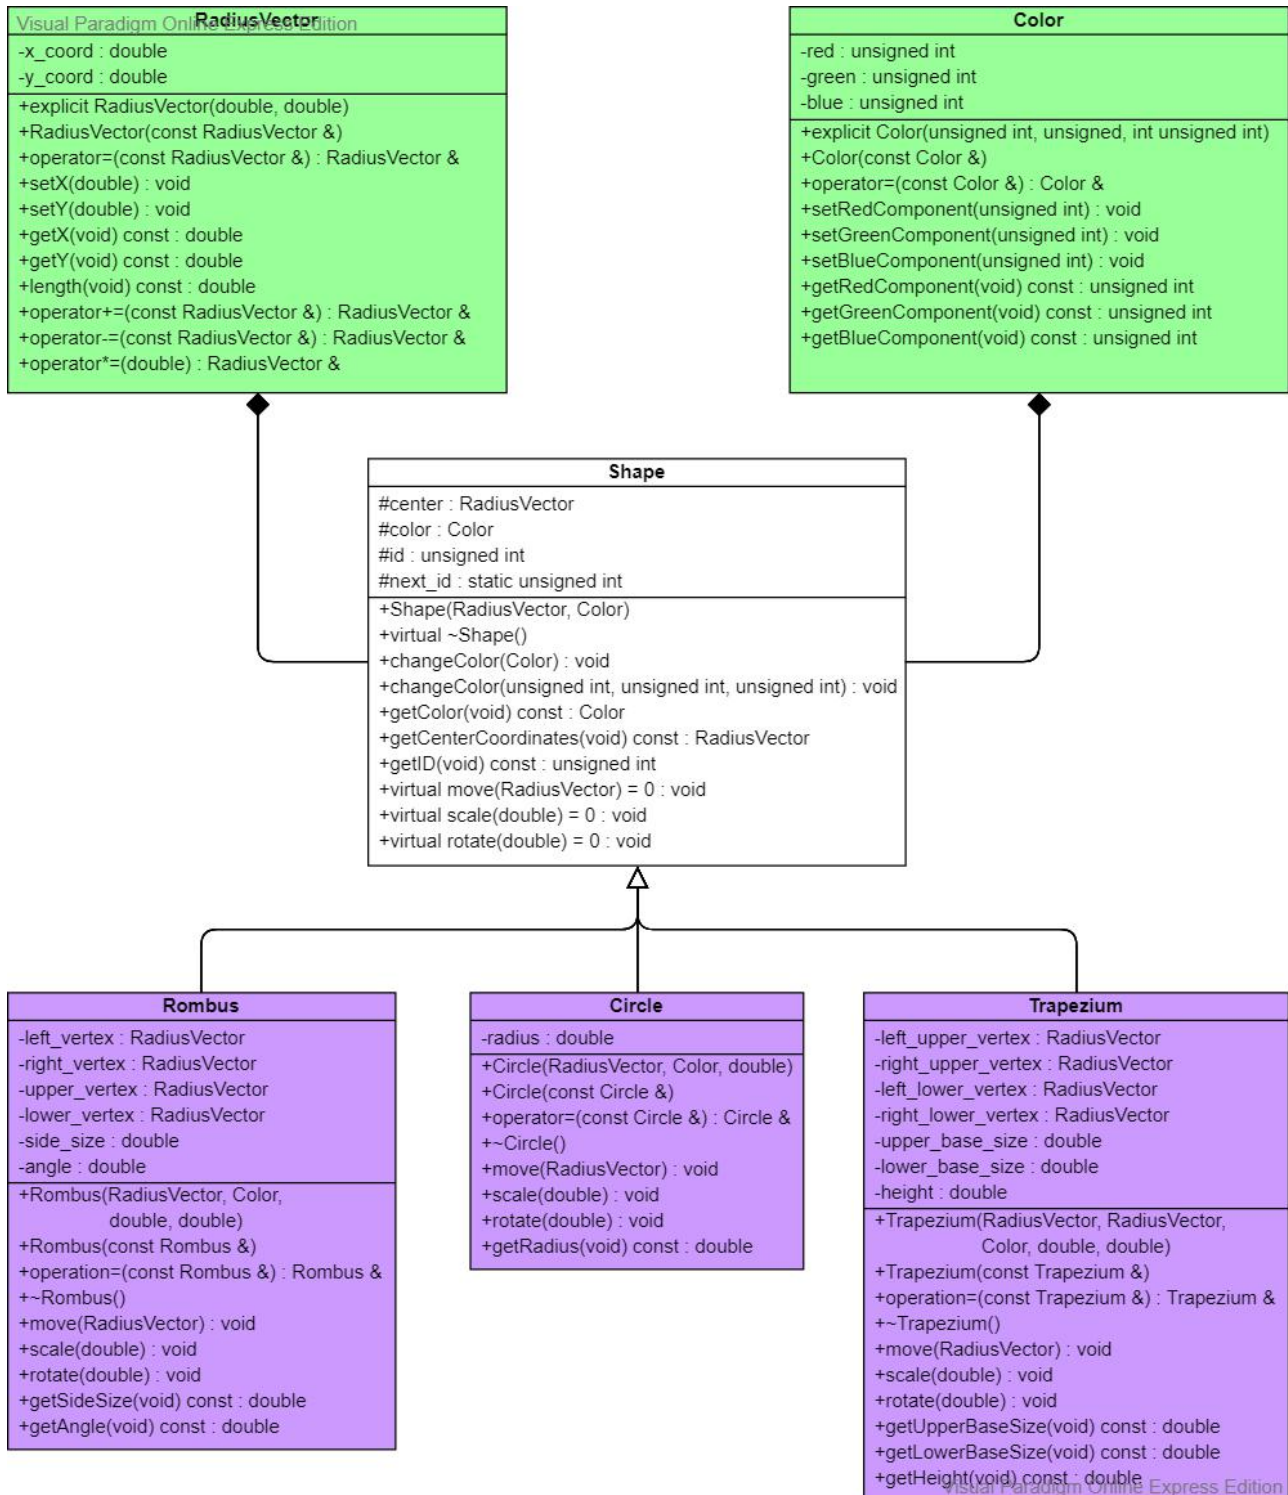 Visual Paradigm Online Express Edition
RadiusVector
-x_coord : double
-y_coord : double
+explicit RadiusVector(double, double)
+RadiusVector(const RadiusVector &)
+operator=(const RadiusVector &) : RadiusVector &
+setX(double) : void
+setY(double) : void
+getX(void) const : double
+getY(void) const : double
+length(void) const : double
+operator+=(const RadiusVector &) : RadiusVector &
+operator-=(const RadiusVector &) : RadiusVector &
+operator*=(double) : RadiusVector &
Color
-red : unsigned int
-green : unsigned int
-blue : unsigned int
+explicit Color(unsigned int, unsigned, int unsigned int)
+Color(const Color &)
+operator=(const Color &) : Color &
+setRedComponent(unsigned int) : void
+setGreenComponent(unsigned int) : void
+setBlueComponent(unsigned int) : void
+getRedComponent(void) const : unsigned int
+getGreenComponent(void) const : unsigned int
+getBlueComponent(void) const : unsigned int
Shape
#center : RadiusVector
#color : Color
#id : unsigned int
#next_id : static unsigned int
+Shape(RadiusVector, Color)
+virtual ~Shape()
+changeColor(Color) : void
+changeColor(unsigned int, unsigned int, unsigned int) : void
+getColor(void) const : Color
+getCenterCoordinates(void) const : RadiusVector
+getID(void) const : unsigned int
+virtual move(RadiusVector) = 0 : void
+virtual scale(double) = 0 : void
+virtual rotate(double) = 0 : void
Rombus
-left_vertex : RadiusVector
-right_vertex : RadiusVector
-upper_vertex : RadiusVector
-lower_vertex : RadiusVector
-side_size : double
-angle : double
+Rombus(RadiusVector, Color,
double, double)
+Rombus(const Rombus &)
+operation=(const Rombus &) : Rombus &
+~Rombus()
+move(RadiusVector) : void
+scale(double) : void
+rotate(double) : void
+getSideSize(void) const : double
+getAngle(void) const : double
Circle
-radius : double
+Circle(RadiusVector, Color, double)
+Circle(const Circle &)
+operator=(const Circle &) : Circle &
+~Circle()
+move(RadiusVector) : void
+scale(double) : void
+rotate(double) : void
+getRadius(void) const : double
Trapezium
-left_upper_vertex : RadiusVector
-right_upper_vertex : RadiusVector
-left_lower_vertex : RadiusVector
-right_lower_vertex : RadiusVector
-upper_base_size : double
-lower_base_size : double
-height : double
+Trapezium(RadiusVector, RadiusVector,
Color, double, double)
+Trapezium(const Trapezium &)
+operation=(const Trapezium &) : Trapezium &
+~Trapezium()
+move(RadiusVector) : void
+scale(double) : void
+rotate(double) : void
+getUpperBaseSize(void) const : double
+getLowerBaseSize(void) const : double
+getHeight(void) const : double
Visual Paradigm Online Express Edition